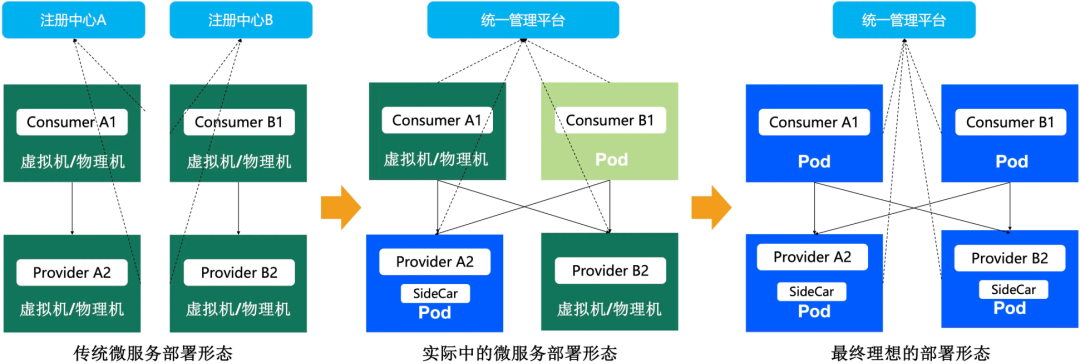 注册中心A
注册中心B
Consumer A1
虚拟机/物理机
Consumer B1
虚拟机/物理机
Provider A2
虚拟机/物理机
Provider B2
虚拟机/物理机
传统微服务部署形态
统一管理平台
Consumer A1
虚拟机/物理机
Consumer B1
Pod
Provider A2
SideCar
Pod
Provider B2
虚拟机/物理机
实际中的微服务部署形态
统一管理平台
Consumer A1
Pod
Consumer B1
Pod
Provider A2
SideCar
Pod
Provider B2
SideCar
Pod
最终理想的部署形态